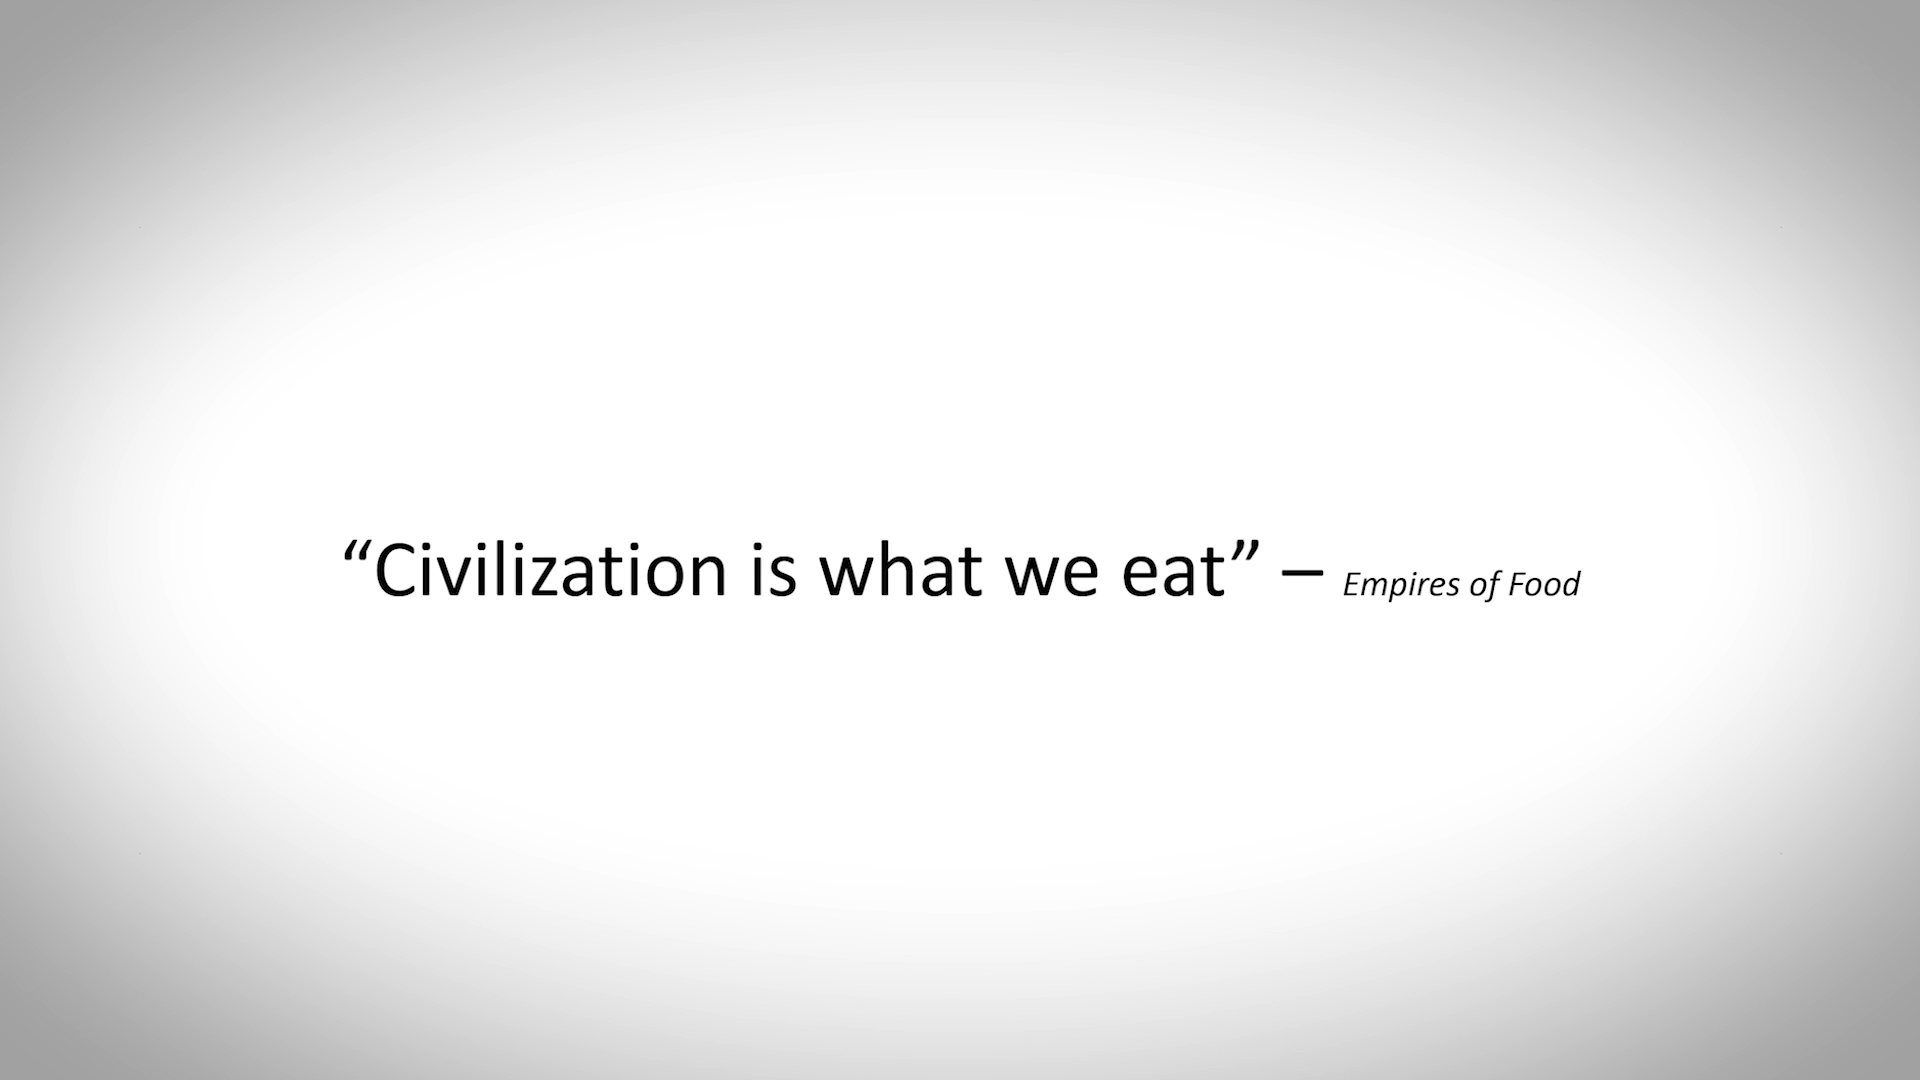 “Civilization is what we eat” – Empires of Food